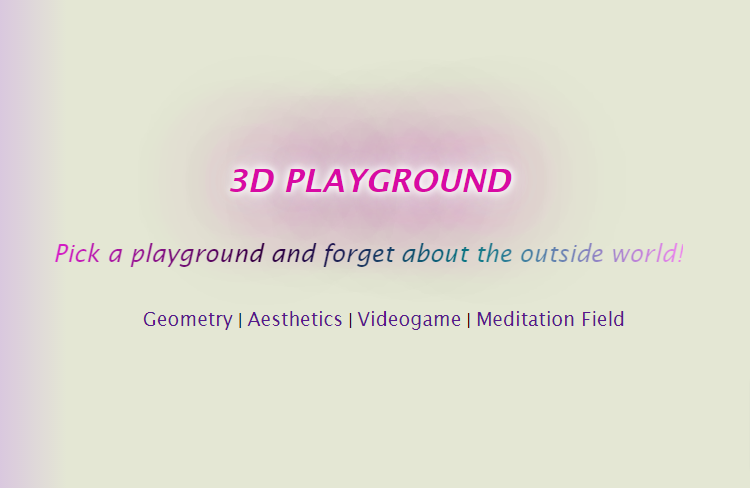 3D PLAYGROUND
Pick a playground and forget about the outside world!
Geometry | Aesthetics | Videogame | Meditation Field